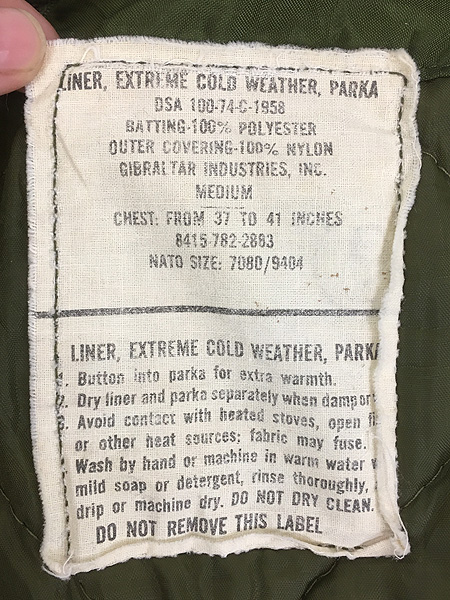 LINER, EXTREME COLD WEATHER, PARKA
DSA 100-74-C-1958
BATTING-100% POLYESTER
OUTER COVERING-100% NYLON
GIBRALTAR INDUSTRIES, INC.
MEDIUM
CHEST: FROM 37 TO 41 INCHES
8415-782-2883
NATO SIZE: 7080/9404
LINER, EXTREME COLD WEATHER, PARKA
1. Button into parka for extra warmth.
2. Dry liner and parka separately when damp or
3. Avoid contact with heated stoves, open
or other heat sources; fabric may fuse.
Wash by hand or machine in warm water
mild soap or detergent, rinse thoroughly,
drip or machine dry. DO NOT DRY CLEAN.
DO NOT REMOVE THIS LABEL